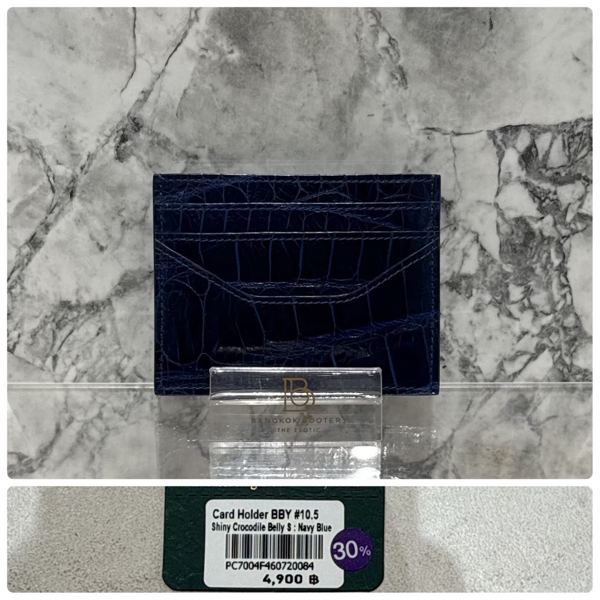 B
BANGKOK BOOTERY
THE EXOTIC
Card Holder BBY #10.5
Shiny Crocodile Belly S : Navy Blue
PC7004F460720084
4,900 ฿
30%